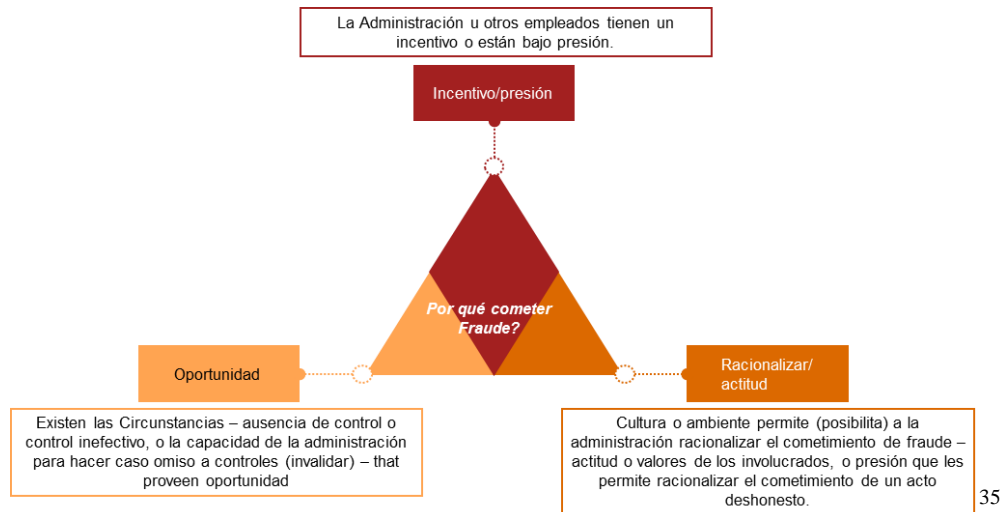 La Administración u otros empleados tienen un
incentivo o están bajo presión.
Incentivo/presión
Por qué cometer
Fraude?
Oportunidad
Existen las Circunstancias – ausencia de control o
control inefectivo, o la capacidad de la administración
para hacer caso omiso a controles (invalidar) – that
proveen oportunidad
Racionalizar/
actitud
Cultura o ambiente permite (posibilita) a la
administración racionalizar el cometimiento de fraude –
actitud o valores de los involucrados, o presión que les
permite racionalizar el cometimiento de un acto
deshonesto.
35